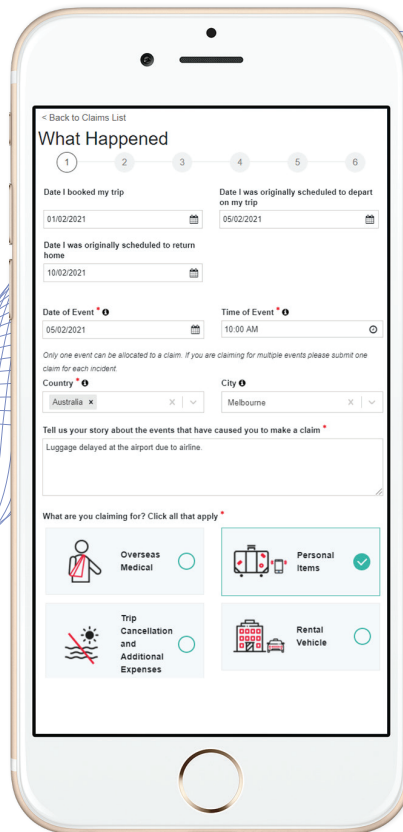 < Back to Claims List
What Happened
1 2 3 4 5 6
Date I booked my trip
Date I was originally scheduled to depart
on my trip
01/02/2021
05/02/2021
Date I was originally scheduled to return
home
10/02/2021
Date of Event *
Time of Event *
05/02/2021
10:00 AM
Only one event can be allocated to a claim. If you are claiming for multiple events please submit one
claim for each incident.
Country *
City
Australia ×
Melbourne
Tell us your story about the events that have caused you to make a claim *
Luggage delayed at the airport due to airline.
What are you claiming for? Click all that apply *
Overseas
Medical
Personal
Items
Trip
Cancellation
and
Additional
Expenses
Rental
Vehicle